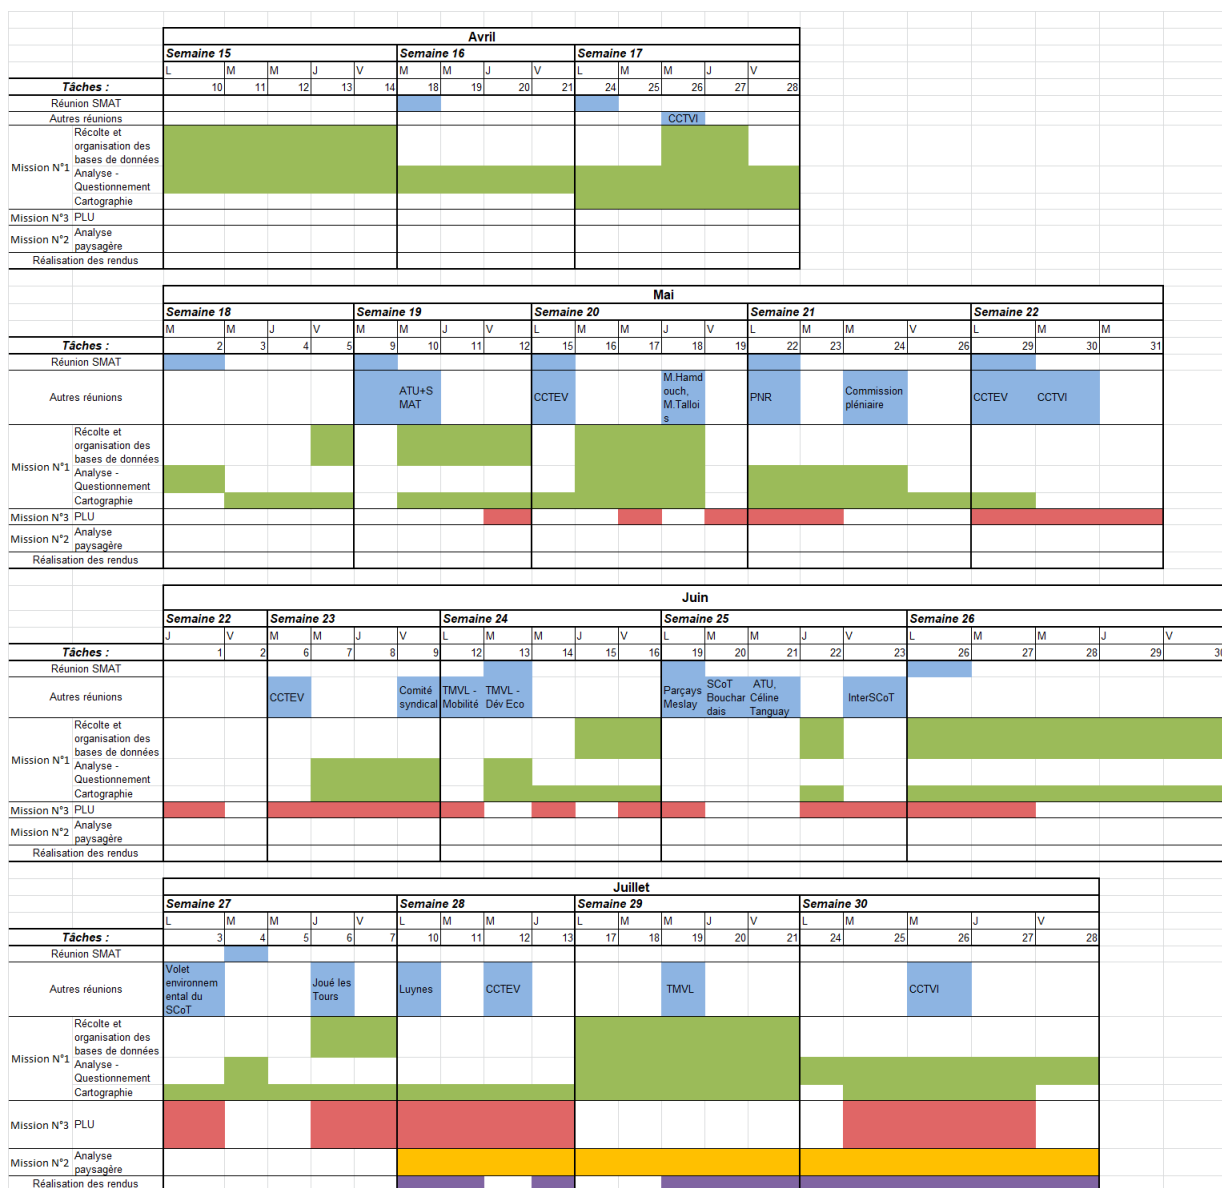 Avril
Semaine 15 Semaine 16 Semaine 17
L M M J V M M J V L M M J V
Tâches : 10 11 12 13 14 18 19 20 21 24 25 26 27 28
Réunion SMAT
Autres réunions CCTVI
Récolte et
organisation des
bases de données
Mission N°1
Analyse -
Questionnement
Cartographie
Mission N°3 PLU
Mission N°2 Analyse
paysagère
Réalisation des rendus
Mai
Semaine 18 Semaine 19 Semaine 20 Semaine 21 Semaine 22
M M J V M M J V L M M J V L M M V L M M
Tâches : 2 3 4 5 9 10 11 12 15 16 17 18 19 22 23 24 26 29 30 31
Réunion SMAT
Autres réunions
ATU+S
MAT
CCTEV
M.Hamd
ouch,
M.Talloi
s
PNR
Commission
pléniaire
CCTEV
CCTVI
Récolte et
organisation des
bases de données
Mission N°1
Analyse -
Questionnement
Cartographie
Mission N°3 PLU
Mission N°2 Analyse
paysagère
Réalisation des rendus
Juin
Semaine 22 Semaine 23 Semaine 24 Semaine 25 Semaine 26
J V M M J V L M M J V L M M J V L M M J V
Tâches : 1 2 6 7 8 9 12 13 14 15 16 19 20 21 22 23 26 27 28 29 30
Réunion SMAT
Autres réunions
CCTEV
Comité
syndical
TMVL -
Mobilité
TMVL -
Dév Eco
Parçays
Meslay
SCoT
Bouchar
dais
ATU,
Céline
Tanguay
InterSCoT
Récolte et
organisation des
bases de données
Mission N°1
Analyse -
Questionnement
Cartographie
Mission N°3 PLU
Mission N°2 Analyse
paysagère
Réalisation des rendus
Juillet
Semaine 27 Semaine 28 Semaine 29 Semaine 30
L M M J V L M M J L M M J V L M M J V
Tâches : 3 4 5 6 7 10 11 12 13 17 18 19 20 21 24 25 26 27 28
Réunion SMAT
Autres réunions
Volet
environnem
ental du
SCoT
Joué les
Tours
Luynes
CCTEV
TMVL
CCTVI
Récolte et
organisation des
bases de données
Mission N°1
Analyse -
Questionnement
Cartographie
Mission N°3 PLU
Mission N°2 Analyse
paysagère
Réalisation des rendus